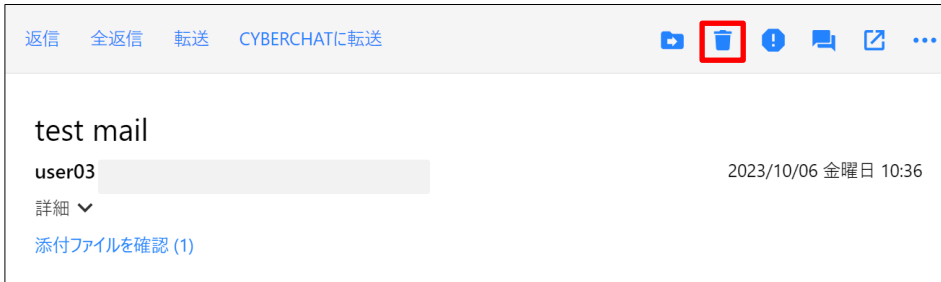 返信 全返信 転送 CYBERCHATに転送
test mail
user03
2023/10/06 金曜日 10:36
詳細
添付ファイルを確認 (1)